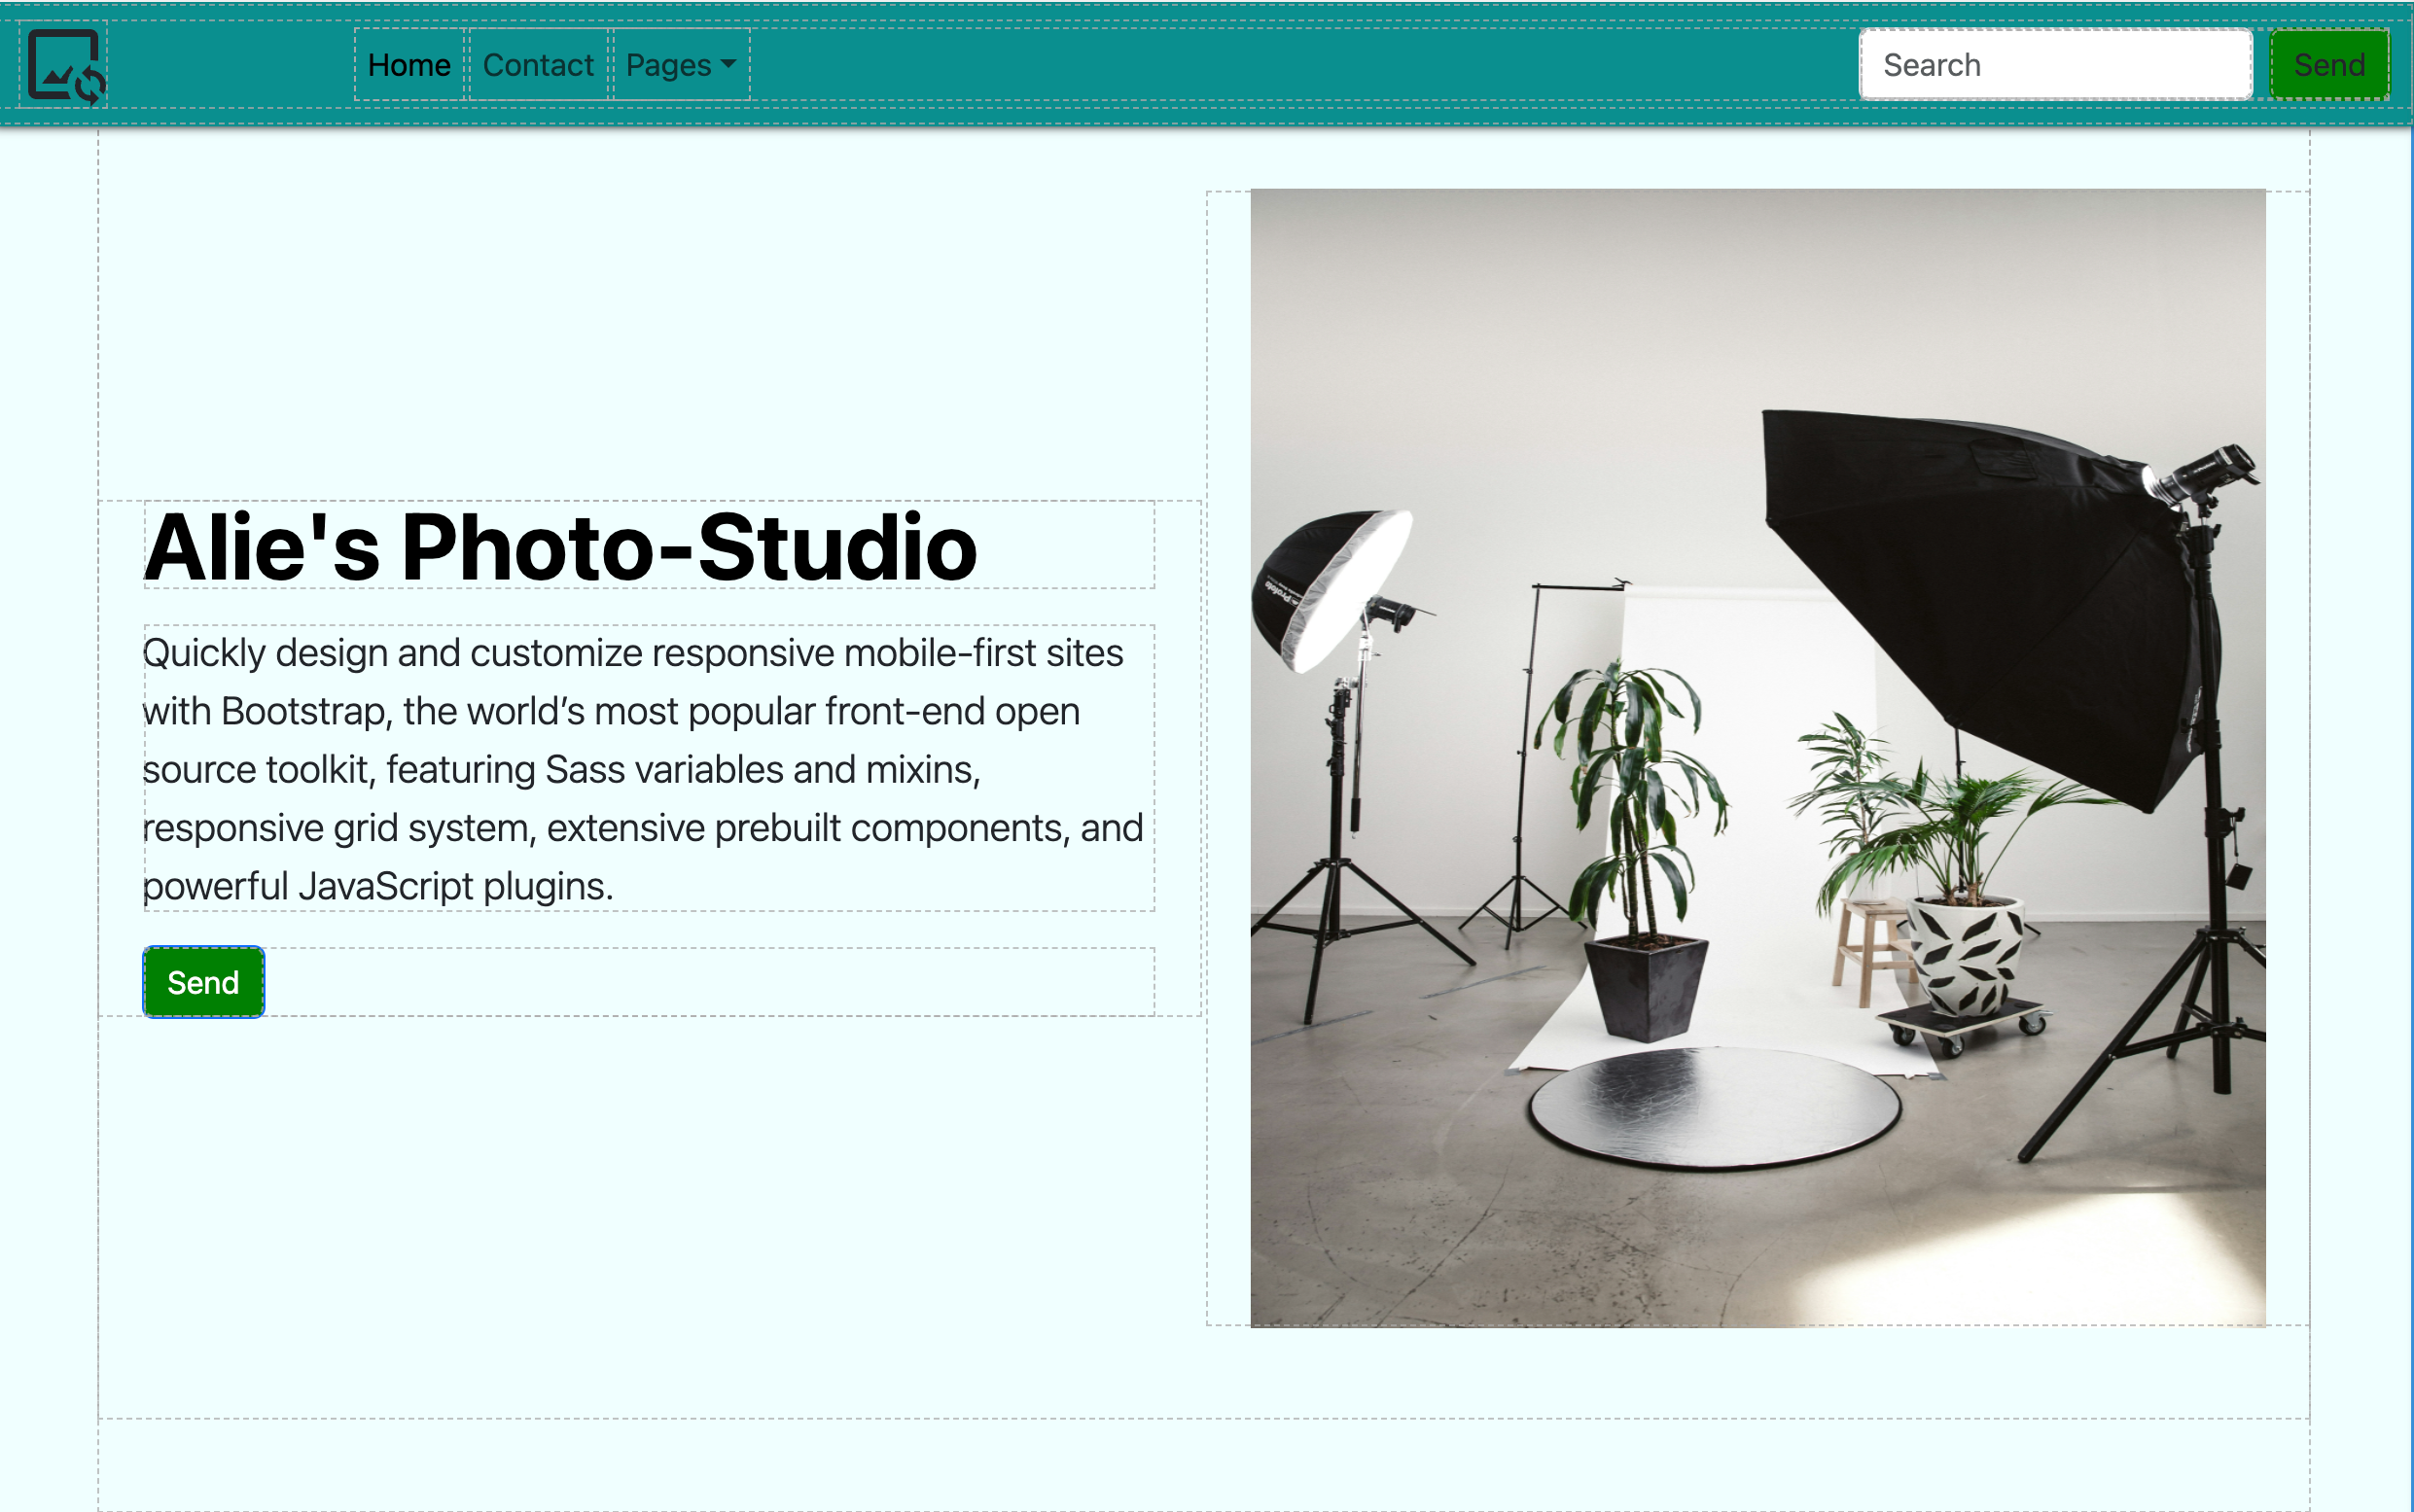 Home Contact Pages Search Send
Alie's Photo-Studio
Quickly design and customize responsive mobile-first sites
with Bootstrap, the world’s most popular front-end open
source toolkit, featuring Sass variables and mixins,
responsive grid system, extensive prebuilt components, and
powerful JavaScript plugins.
Send
Profoto